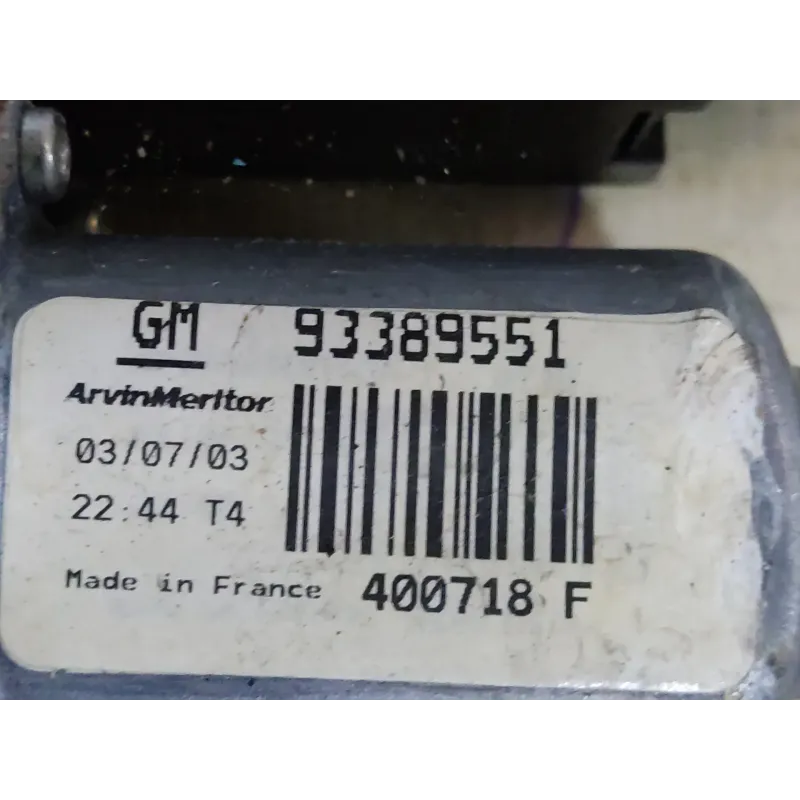 GM 93389551
ArvinMeritor
03/07/03
22:44 T4
Made in France 400718 F